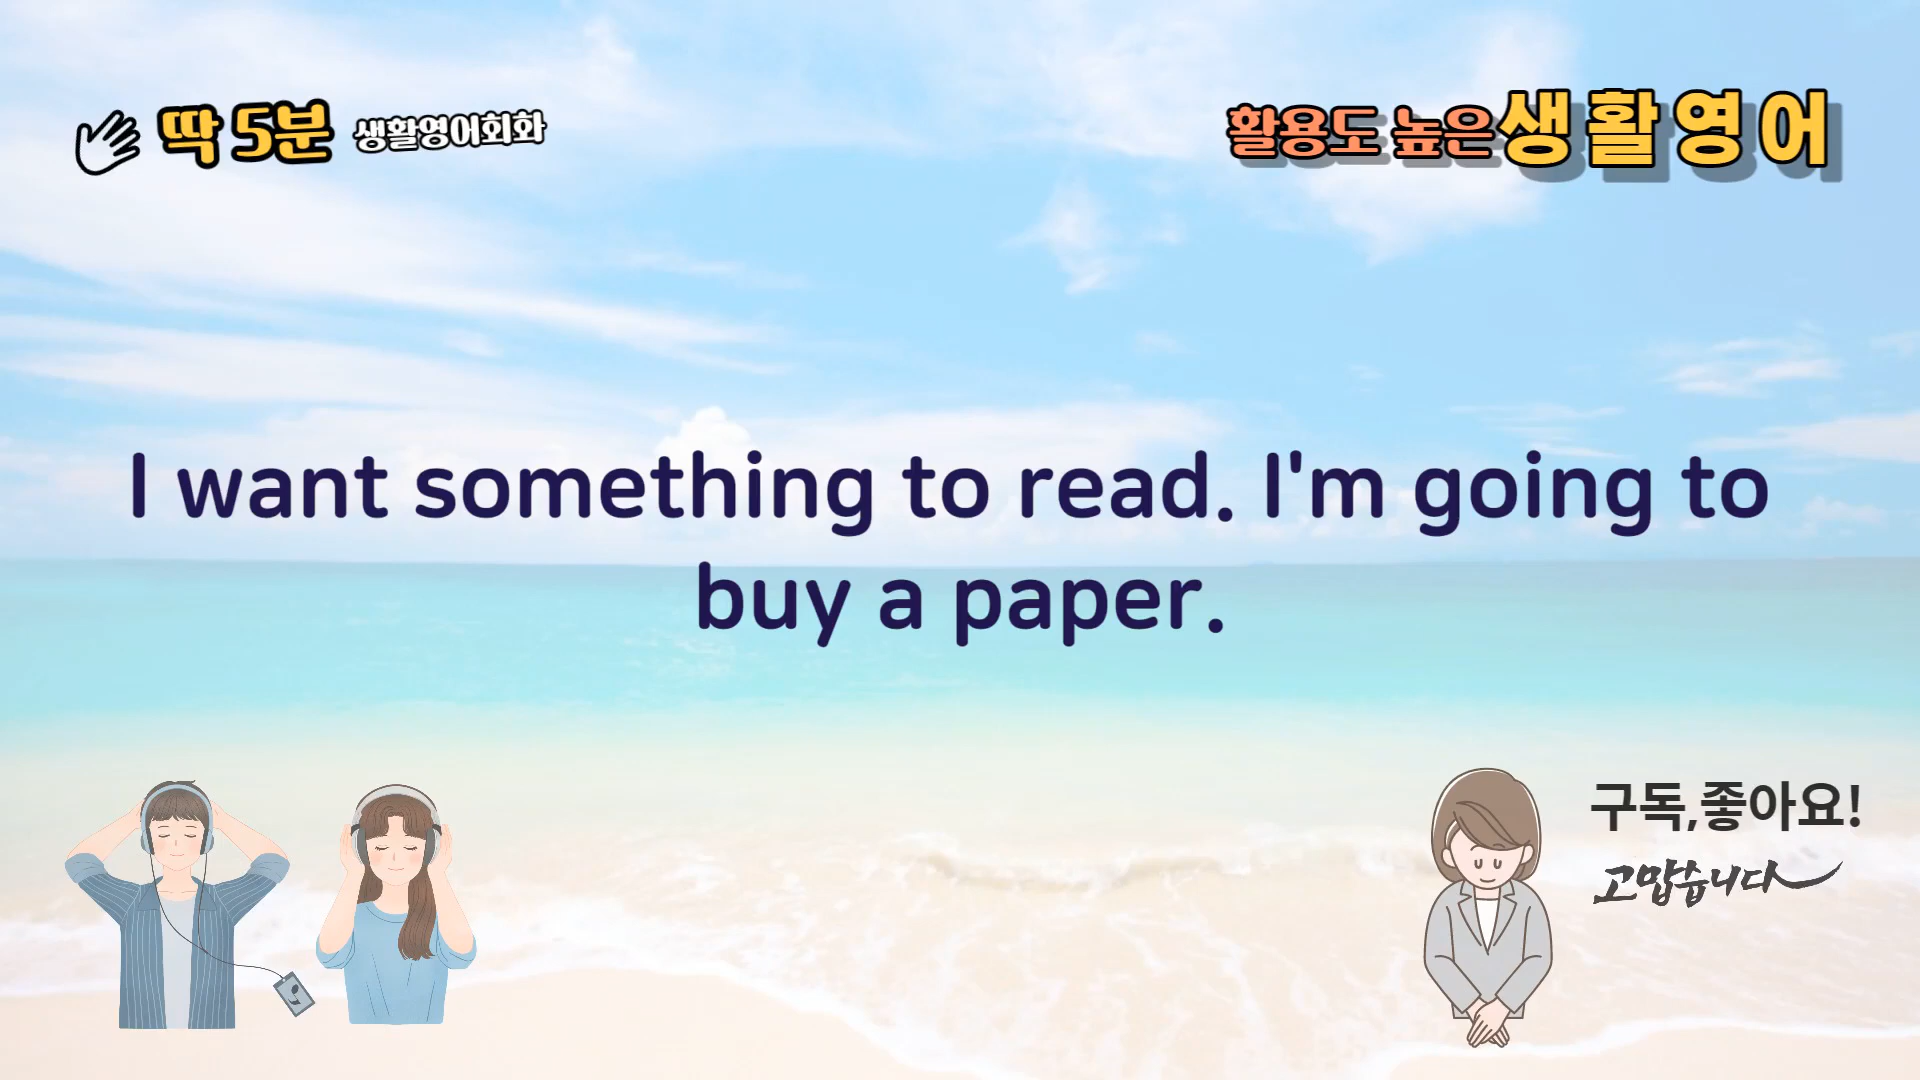 딱 5분 생활영어회화
활용도 높은 생활영어
I want something to read. I'm going to
buy a paper.
구독,좋아요!
고맙습니다